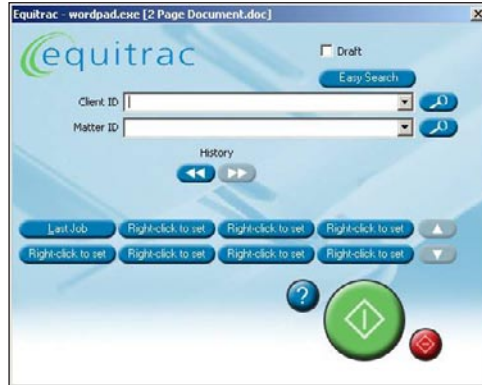 Equitrac - wordpad.exe [2 Page Document.doc]
equitrac
Draft
Easy Search
Client ID
Matter ID
History
Last Job Right-click to set Right-click to set Right-click to set
Right-click to set Right-click to set Right-click to set Right-click to set
?